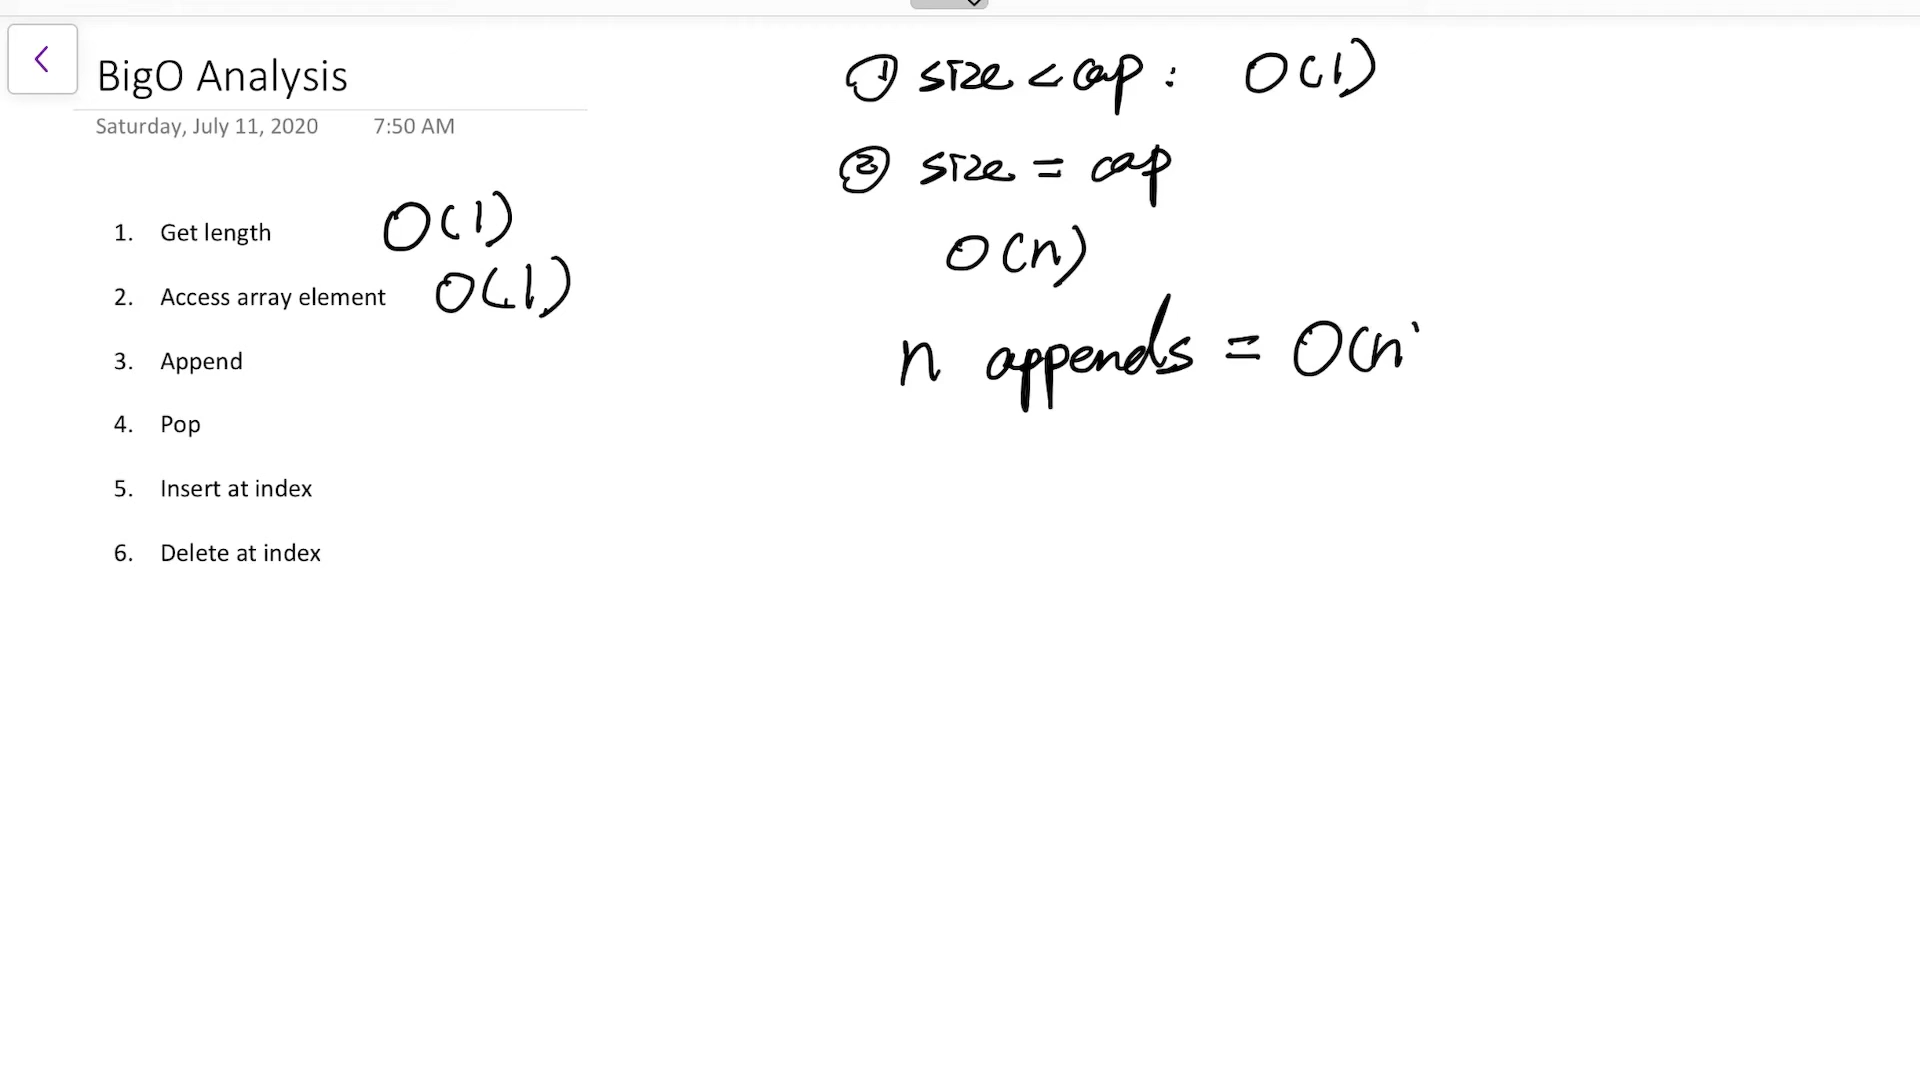 BigO Analysis
Saturday, July 11, 2020 7:50 AM
1. Get length O(1)
2. Access array element O(1)
3. Append
4. Pop
5. Insert at index
6. Delete at index
① size < cap : O(1)
② size = cap
O(n)
n appends = O(n